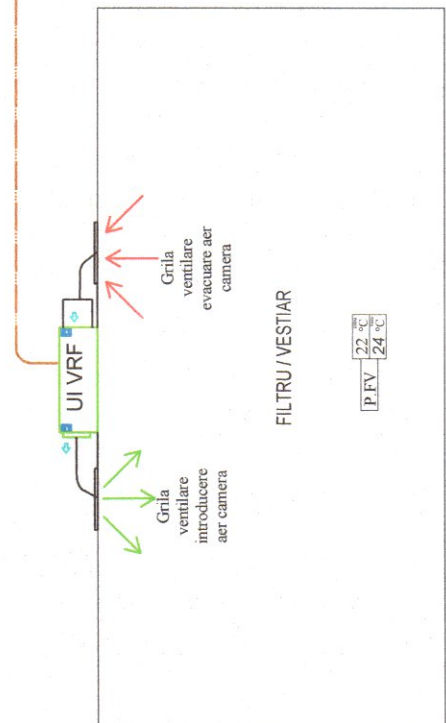 UI VRF
Grila
ventilare
introducere
aer camera
Grila
ventilare
evacuare aer
camera
FILTRU / VESTIAR
P.FV
22 °C
24 °C